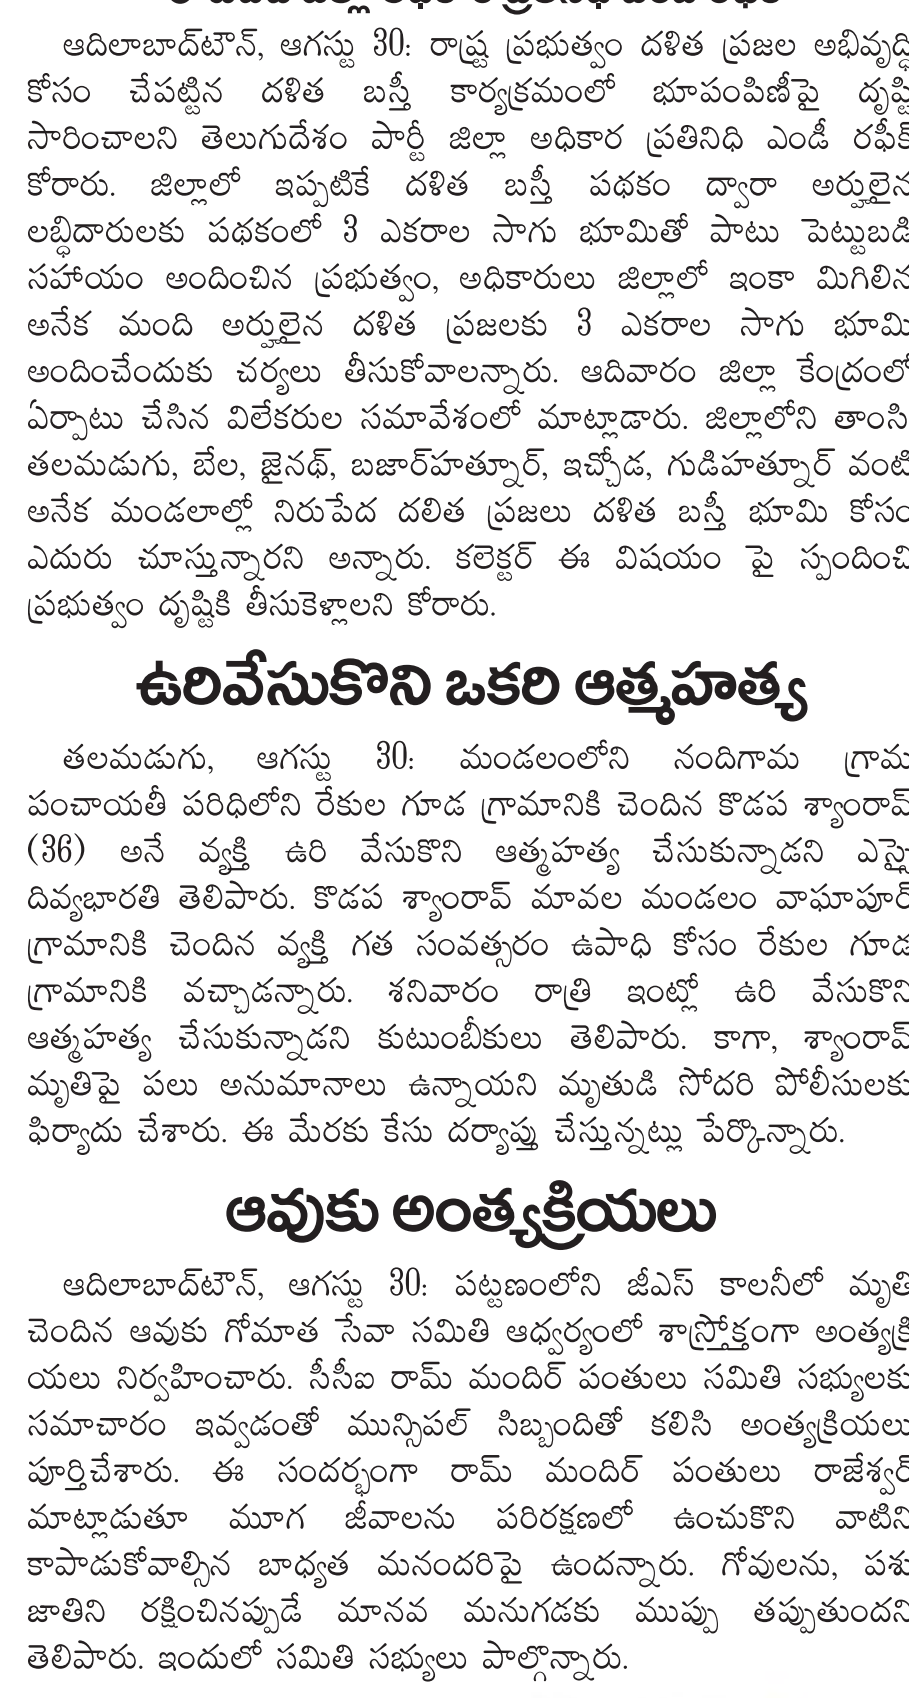 ఆదిలాబాద్‌టౌన్, ఆగస్టు 30: రాష్ట్ర ప్రభుత్వం దళిత ప్రజల అభివృద్ధి
కోసం చేపట్టిన దళిత బస్తీ కార్యక్రమంలో భూపంపిణీపై దృష్టి
సారించాలని తెలుగుదేశం పార్టీ జిల్లా అధికార ప్రతినిధి ఎండీ రఫీక్
కోరారు. జిల్లాలో ఇప్పటికే దళిత బస్తీ పథకం ద్వారా అర్హులైన
లబ్ధిదారులకు పథకంలో 3 ఎకరాల సాగు భూమితో పాటు పెట్టుబడి
సహాయం అందించిన ప్రభుత్వం, అధికారులు జిల్లాలో ఇంకా మిగిలిన
అనేక మంది అర్హులైన దళిత ప్రజలకు 3 ఎకరాల సాగు భూమి
అందించేందుకు చర్యలు తీసుకోవాలన్నారు. ఆదివారం జిల్లా కేంద్రంలో
ఏర్పాటు చేసిన విలేకరుల సమావేశంలో మాట్లాడారు. జిల్లాలోని తాంసి
తలమడుగు, బేల, జైనథ్, బజార్‌హత్నూర్, ఇచ్చోడ, గుడిహత్నూర్ వంటి
అనేక మండలాల్లో నిరుపేద దలిత ప్రజలు దళిత బస్తీ భూమి కోసం
ఎదురు చూస్తున్నారని అన్నారు. కలెక్టర్ ఈ విషయం పై స్పందించి
ప్రభుత్వం దృష్టికి తీసుకెళ్లాలని కోరారు.
ఉరివేసుకొని ఒకరి ఆత్మహత్య
తలమడుగు, ఆగస్టు 30: మండలంలోని నందిగామ గ్రామ
పంచాయతీ పరిధిలోని రేకుల గూడ గ్రామానికి చెందిన కొడప శ్యాంరావ్
(36) అనే వ్యక్తి ఉరి వేసుకొని ఆత్మహత్య చేసుకున్నాడని ఎస్సై
దివ్యభారతి తెలిపారు. కొడప శ్యాంరావ్ మావల మండలం వాఘాపూర్
గ్రామానికి చెందిన వ్యక్తి గత సంవత్సరం ఉపాధి కోసం రేకుల గూడ
గ్రామానికి వచ్చాడన్నారు. శనివారం రాత్రి ఇంట్లో ఉరి వేసుకొని
ఆత్మహత్య చేసుకున్నాడని కుటుంబీకులు తెలిపారు. కాగా, శ్యాంరావ్
మృతిపై పలు అనుమానాలు ఉన్నాయని మృతుడి సోదరి పోలీసులకు
ఫిర్యాదు చేశారు. ఈ మేరకు కేసు దర్యాప్తు చేస్తున్నట్లు పేర్కొన్నారు.
ఆవుకు అంత్యక్రియలు
ఆదిలాబాద్‌టౌన్, ఆగస్టు 30: పట్టణంలోని జీఎస్ కాలనీలో మృతి
చెందిన ఆవుకు గోమాత సేవా సమితి ఆధ్వర్యంలో శాస్త్రోక్తంగా అంత్యక్రి
యలు నిర్వహించారు. సీసీఐ రామ్ మందిర్ పంతులు సమితి సభ్యులకు
సమాచారం ఇవ్వడంతో మున్సిపల్ సిబ్బందితో కలిసి అంత్యక్రియలు
పూర్తిచేశారు. ఈ సందర్భంగా రామ్ మందిర్ పంతులు రాజేశ్వర్
మాట్లాడుతూ మూగ జీవాలను పరిరక్షణలో ఉంచుకొని వాటిని
కాపాడుకోవాల్సిన బాధ్యత మనందరిపై ఉందన్నారు. గోవులను, పశు
జాతిని రక్షించినప్పుడే మానవ మనుగడకు ముప్పు తప్పుతుందని
తెలిపారు. ఇందులో సమితి సభ్యులు పాల్గొన్నారు.